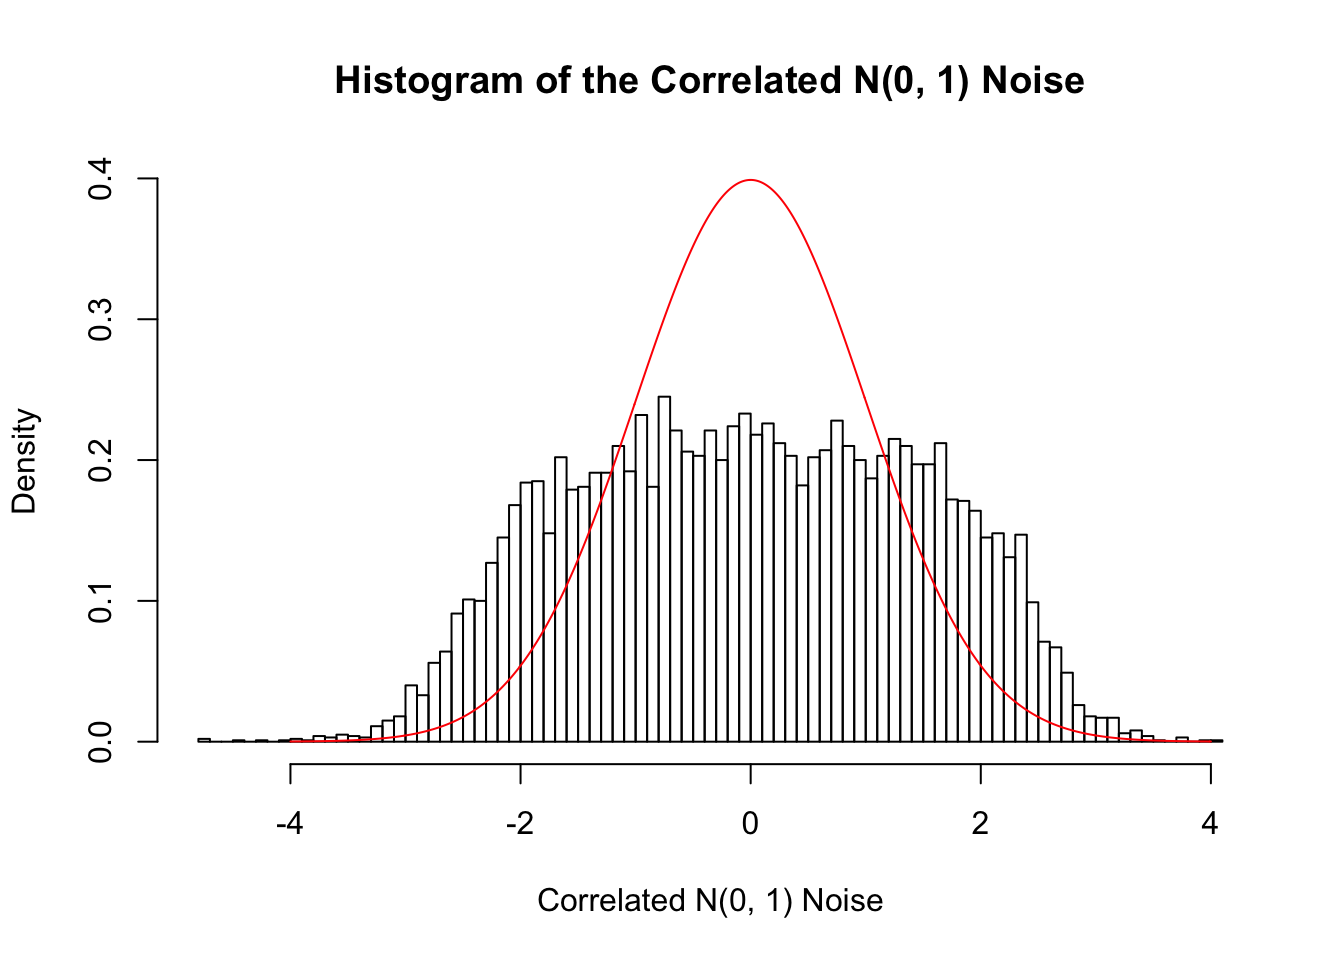 Histogram of the Correlated N(0, 1) Noise
Density
0.4
0.3
0.2
0.1
0.0
-4 -2 0 2 4
Correlated N(0, 1) Noise